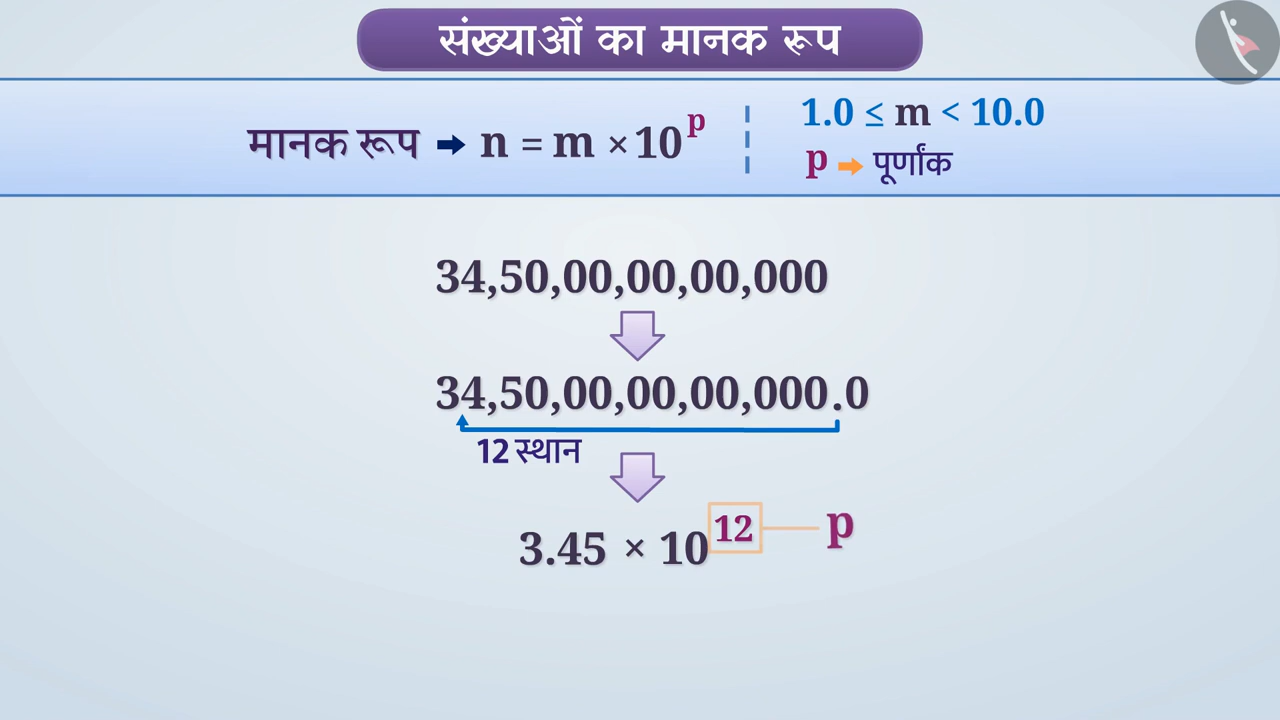 संख्याओं का मानक रूप
मानक रूप ➡ n = m × 10^p
1.0 ≤ m < 10.0
p ➡ पूर्णांक
34,50,00,00,00,000
34,50,00,00,00,000.0
12 स्थान
3.45 × 10^12 p